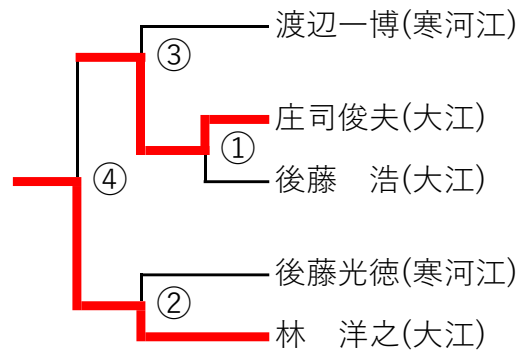 渡辺一博(寒河江)
③
庄司俊夫(大江)
①
④
後藤　浩(大江)
後藤光徳(寒河江)
②
林　洋之(大江)